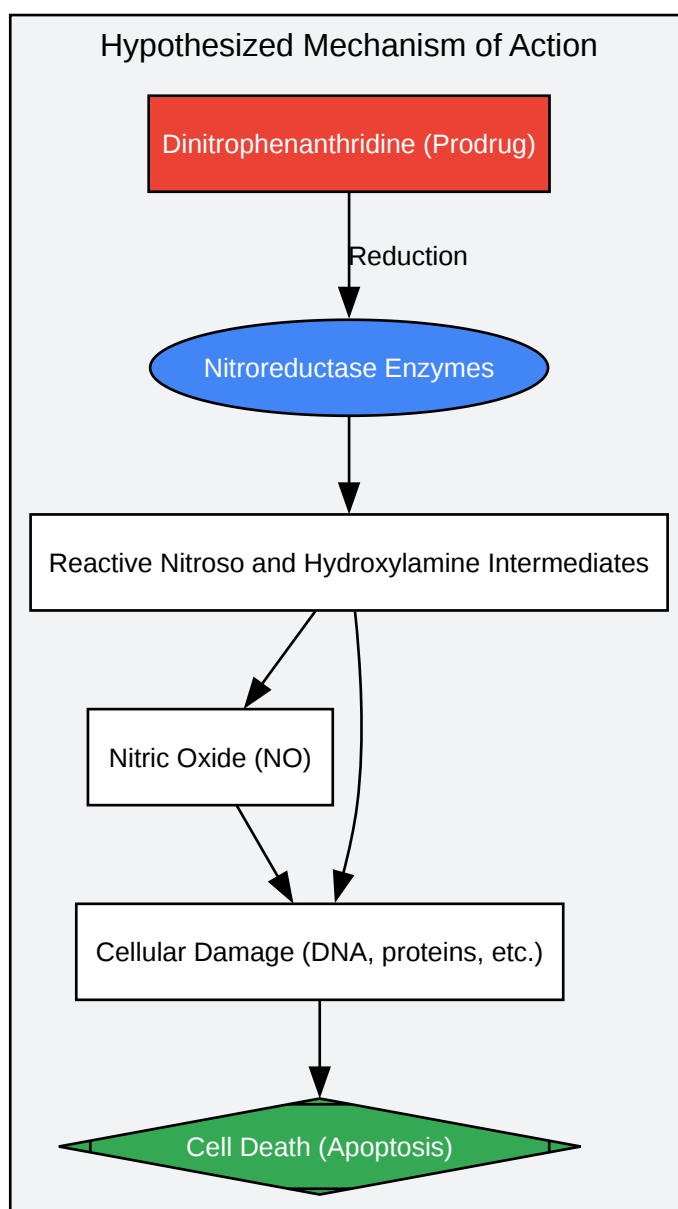 Hypothesized Mechanism of Action
Dinitrophenanthridine (Prodrug)
Reduction
Nitroreductase Enzymes
Reactive Nitroso and Hydroxylamine Intermediates
Nitric Oxide (NO)
Cellular Damage (DNA, proteins, etc.)
Cell Death (Apoptosis)